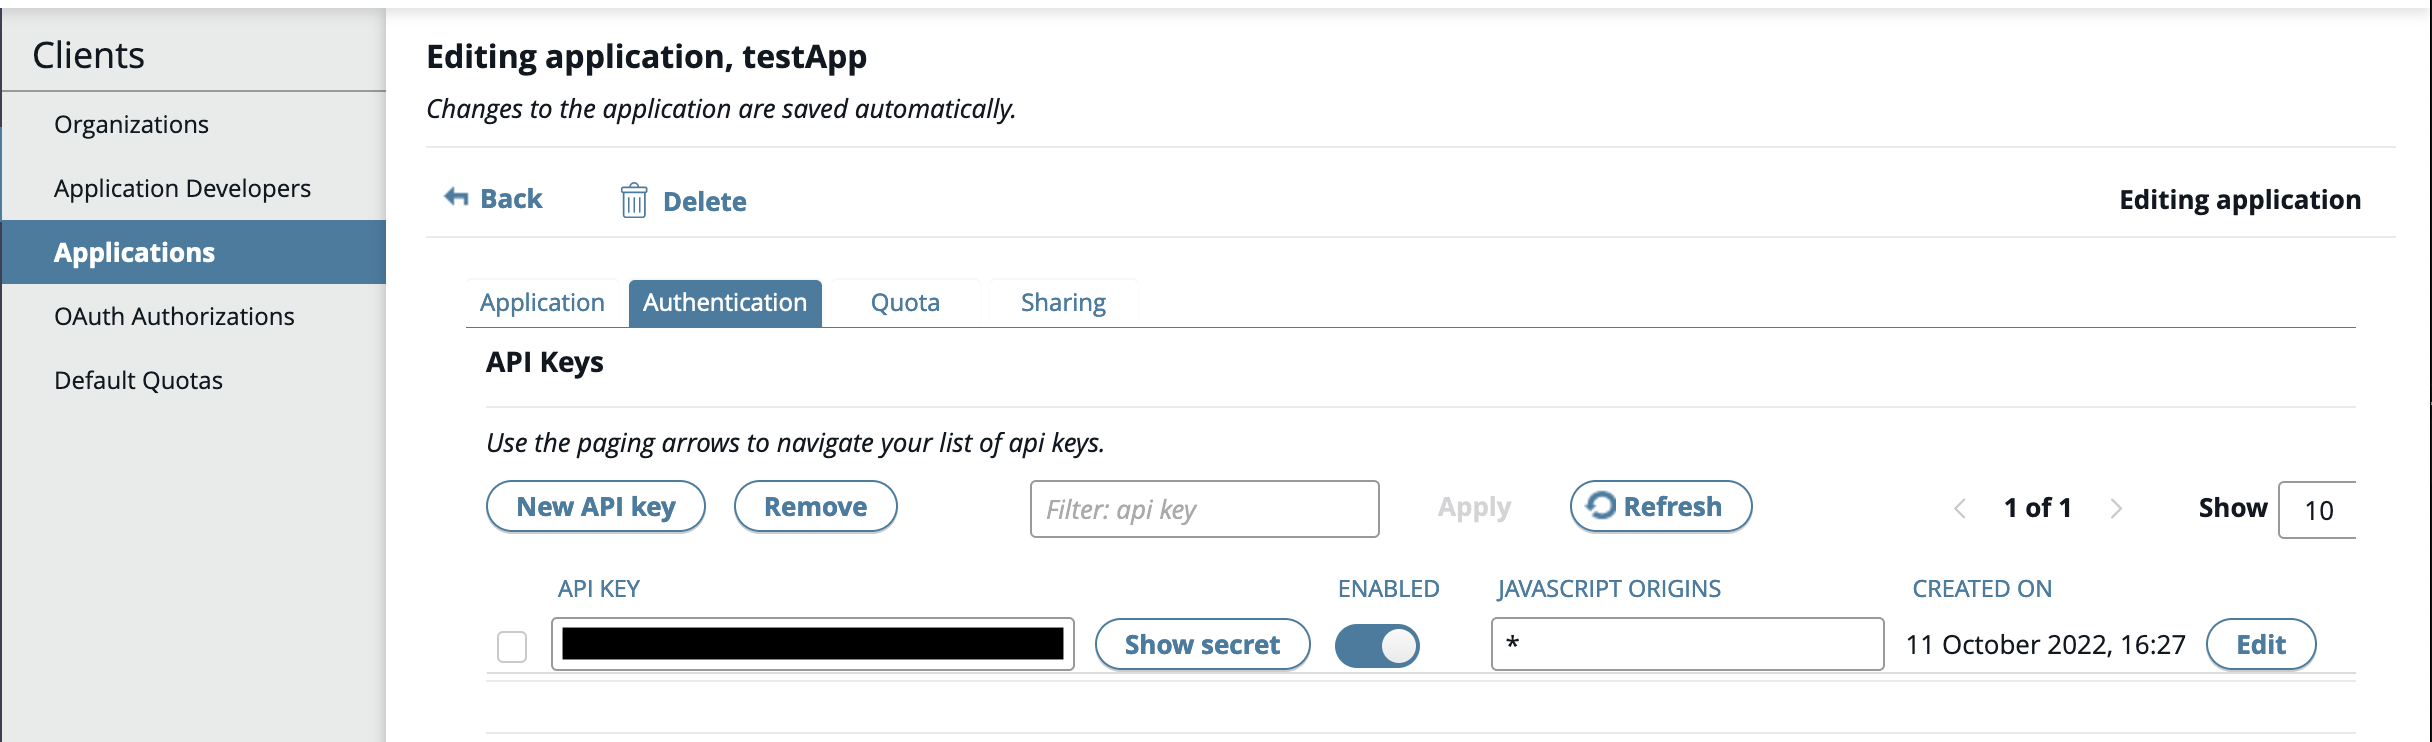 Clients
Organizations
Application Developers
Applications
OAuth Authorizations
Default Quotas
Editing application, testApp
Changes to the application are saved automatically.
Back Delete Editing application
Application Authentication Quota Sharing
API Keys
Use the paging arrows to navigate your list of api keys.
New API key Remove Filter: api key Apply Refresh 1 of 1 Show 10
API KEY ENABLED JAVASCRIPT ORIGINS CREATED ON
Show secret * 11 October 2022, 16:27 Edit